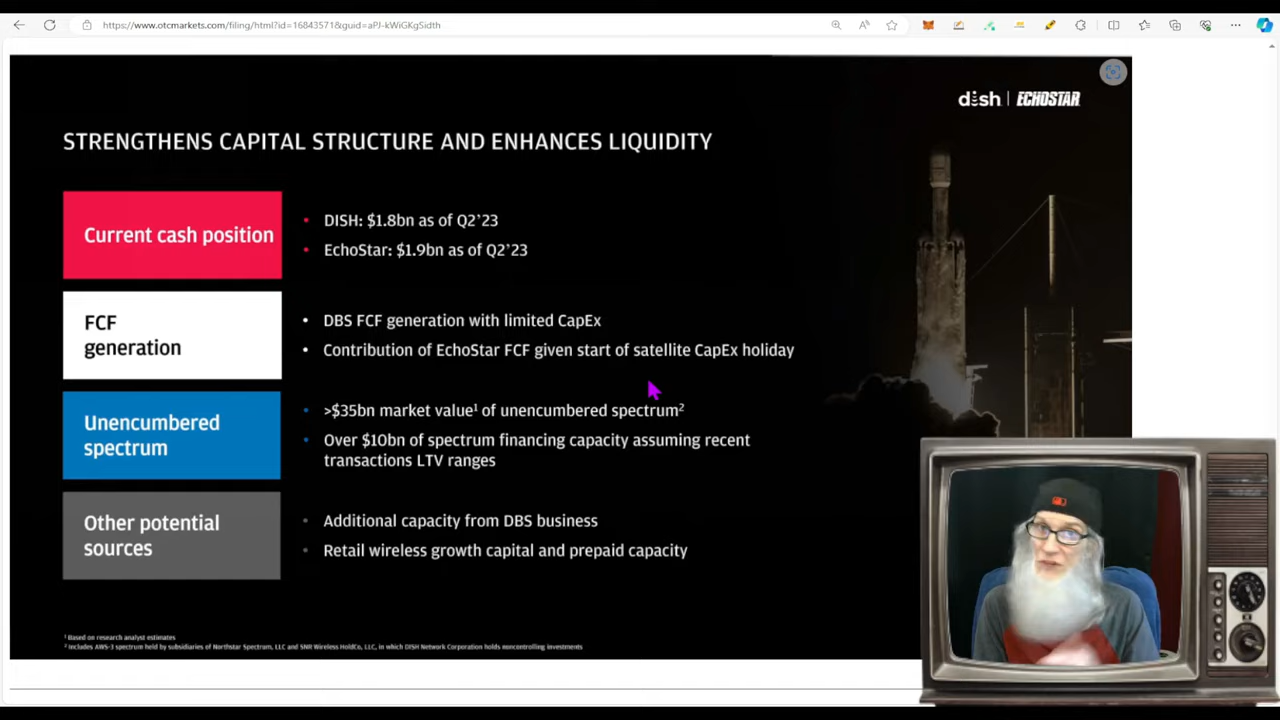 https://www.otcmarkets.com/filing/html?id=16843571&guid=aPJ-kWiGKgSidth
dish | ECHOSTAR
STRENGTHENS CAPITAL STRUCTURE AND ENHANCES LIQUIDITY
Current cash position
• DISH: $1.8bn as of Q2’23
• EchoStar: $1.9bn as of Q2’23
FCF
generation
• DBS FCF generation with limited CapEx
• Contribution of EchoStar FCF given start of satellite CapEx holiday
Unencumbered
spectrum
• >$35bn market value¹ of unencumbered spectrum²
• Over $10bn of spectrum financing capacity assuming recent
transactions LTV ranges
Other potential
sources
• Additional capacity from DBS business
• Retail wireless growth capital and prepaid capacity
¹ Based on research analyst estimates
² Includes AWS-3 spectrum held by subsidiaries of Northstar Spectrum, LLC and SNR Wireless HoldCo, LLC, in which DISH Network Corporation holds noncontrolling investments